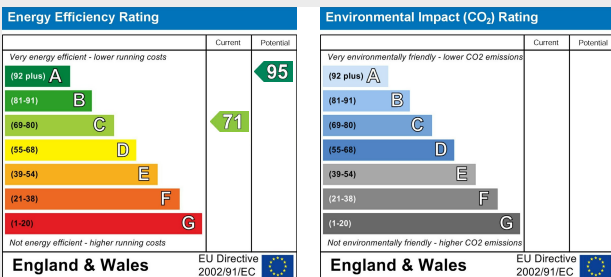 Energy Efficiency Rating
Current Potential
Very energy efficient - lower running costs
(92 plus) A
95
(81-91) B
(69-80) C
71
(55-68) D
(39-54) E
(21-38) F
(1-20) G
Not energy efficient - higher running costs
England & Wales
EU Directive
2002/91/EC
Environmental Impact (CO₂) Rating
Current Potential
Very environmentally friendly - lower CO2 emissions
(92 plus) A
(81-91) B
(69-80) C
(55-68) D
(39-54) E
(21-38) F
(1-20) G
Not environmentally friendly - higher CO2 emissions
England & Wales
EU Directive
2002/91/EC